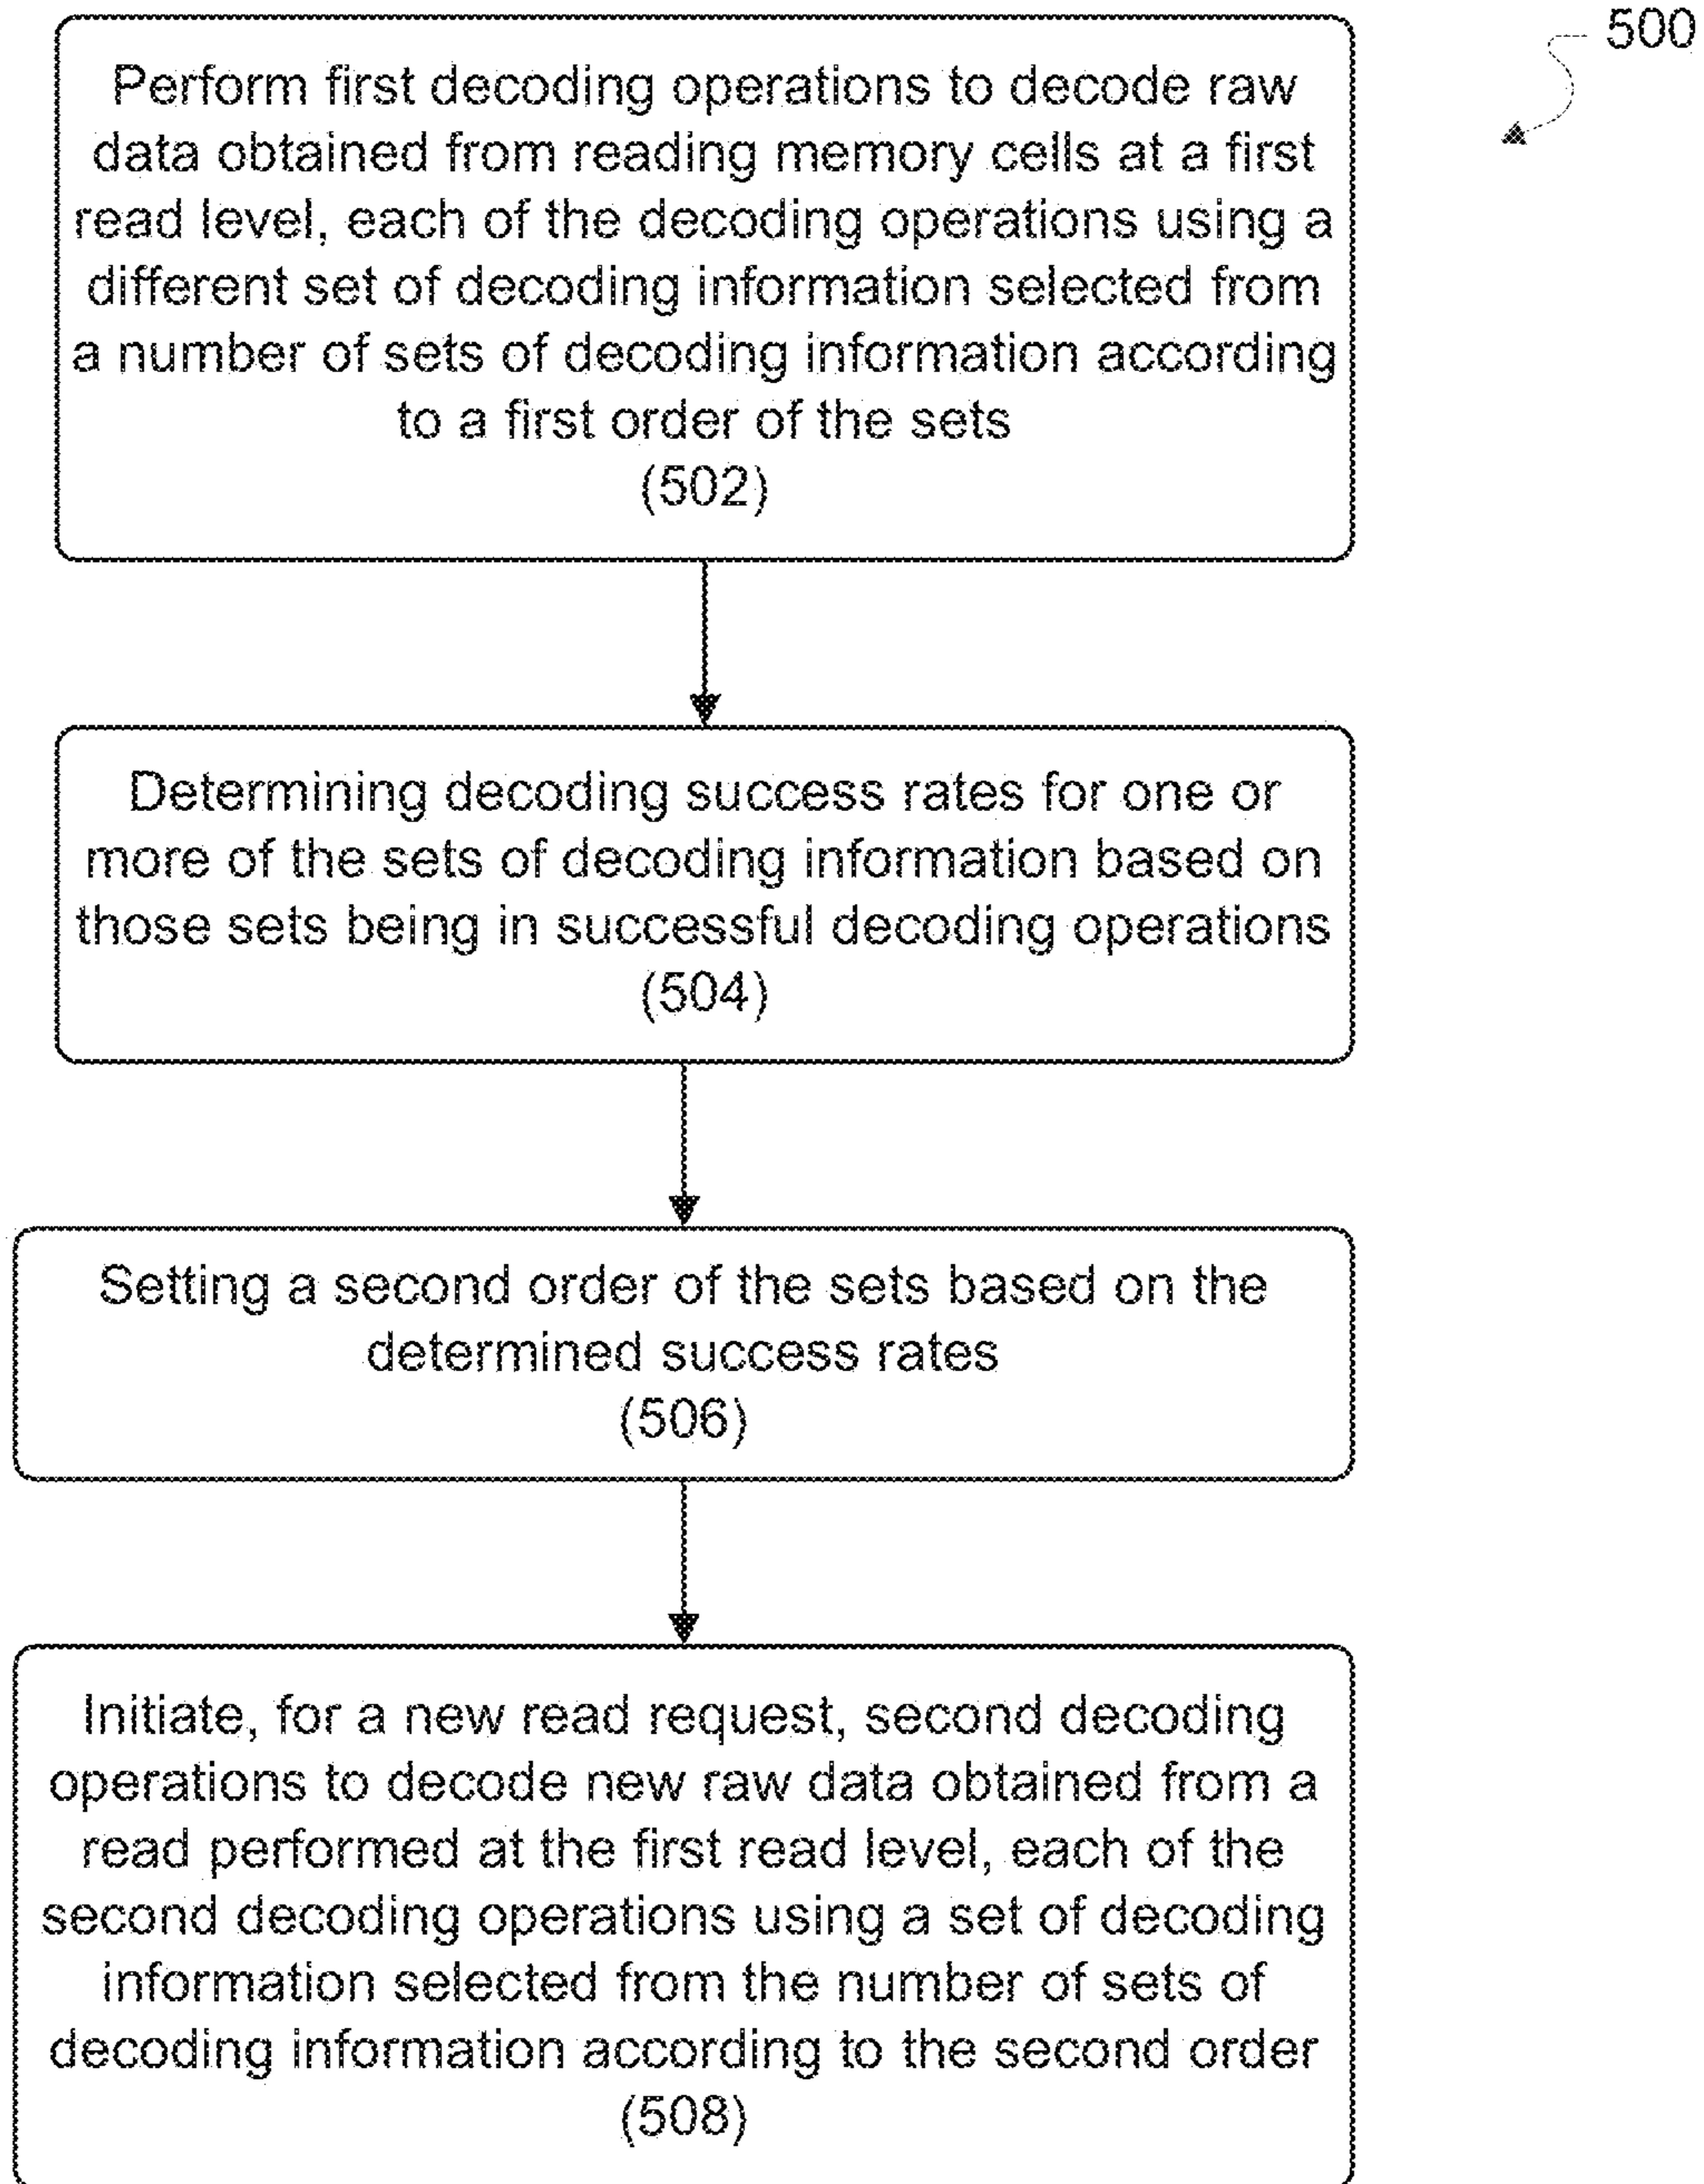 500
Perform first decoding operations to decode raw
data obtained from reading memory cells at a first
read level, each of the decoding operations using a
different set of decoding information selected from
a number of sets of decoding information according
to a first order of the sets
(502)
Determining decoding success rates for one or
more of the sets of decoding information based on
those sets being in successful decoding operations
(504)
Setting a second order of the sets based on the
determined success rates
(506)
Initiate, for a new read request, second decoding
operations to decode new raw data obtained from a
read performed at the first read level, each of the
second decoding operations using a set of decoding
information selected from the number of sets of
decoding information according to the second order
(508)